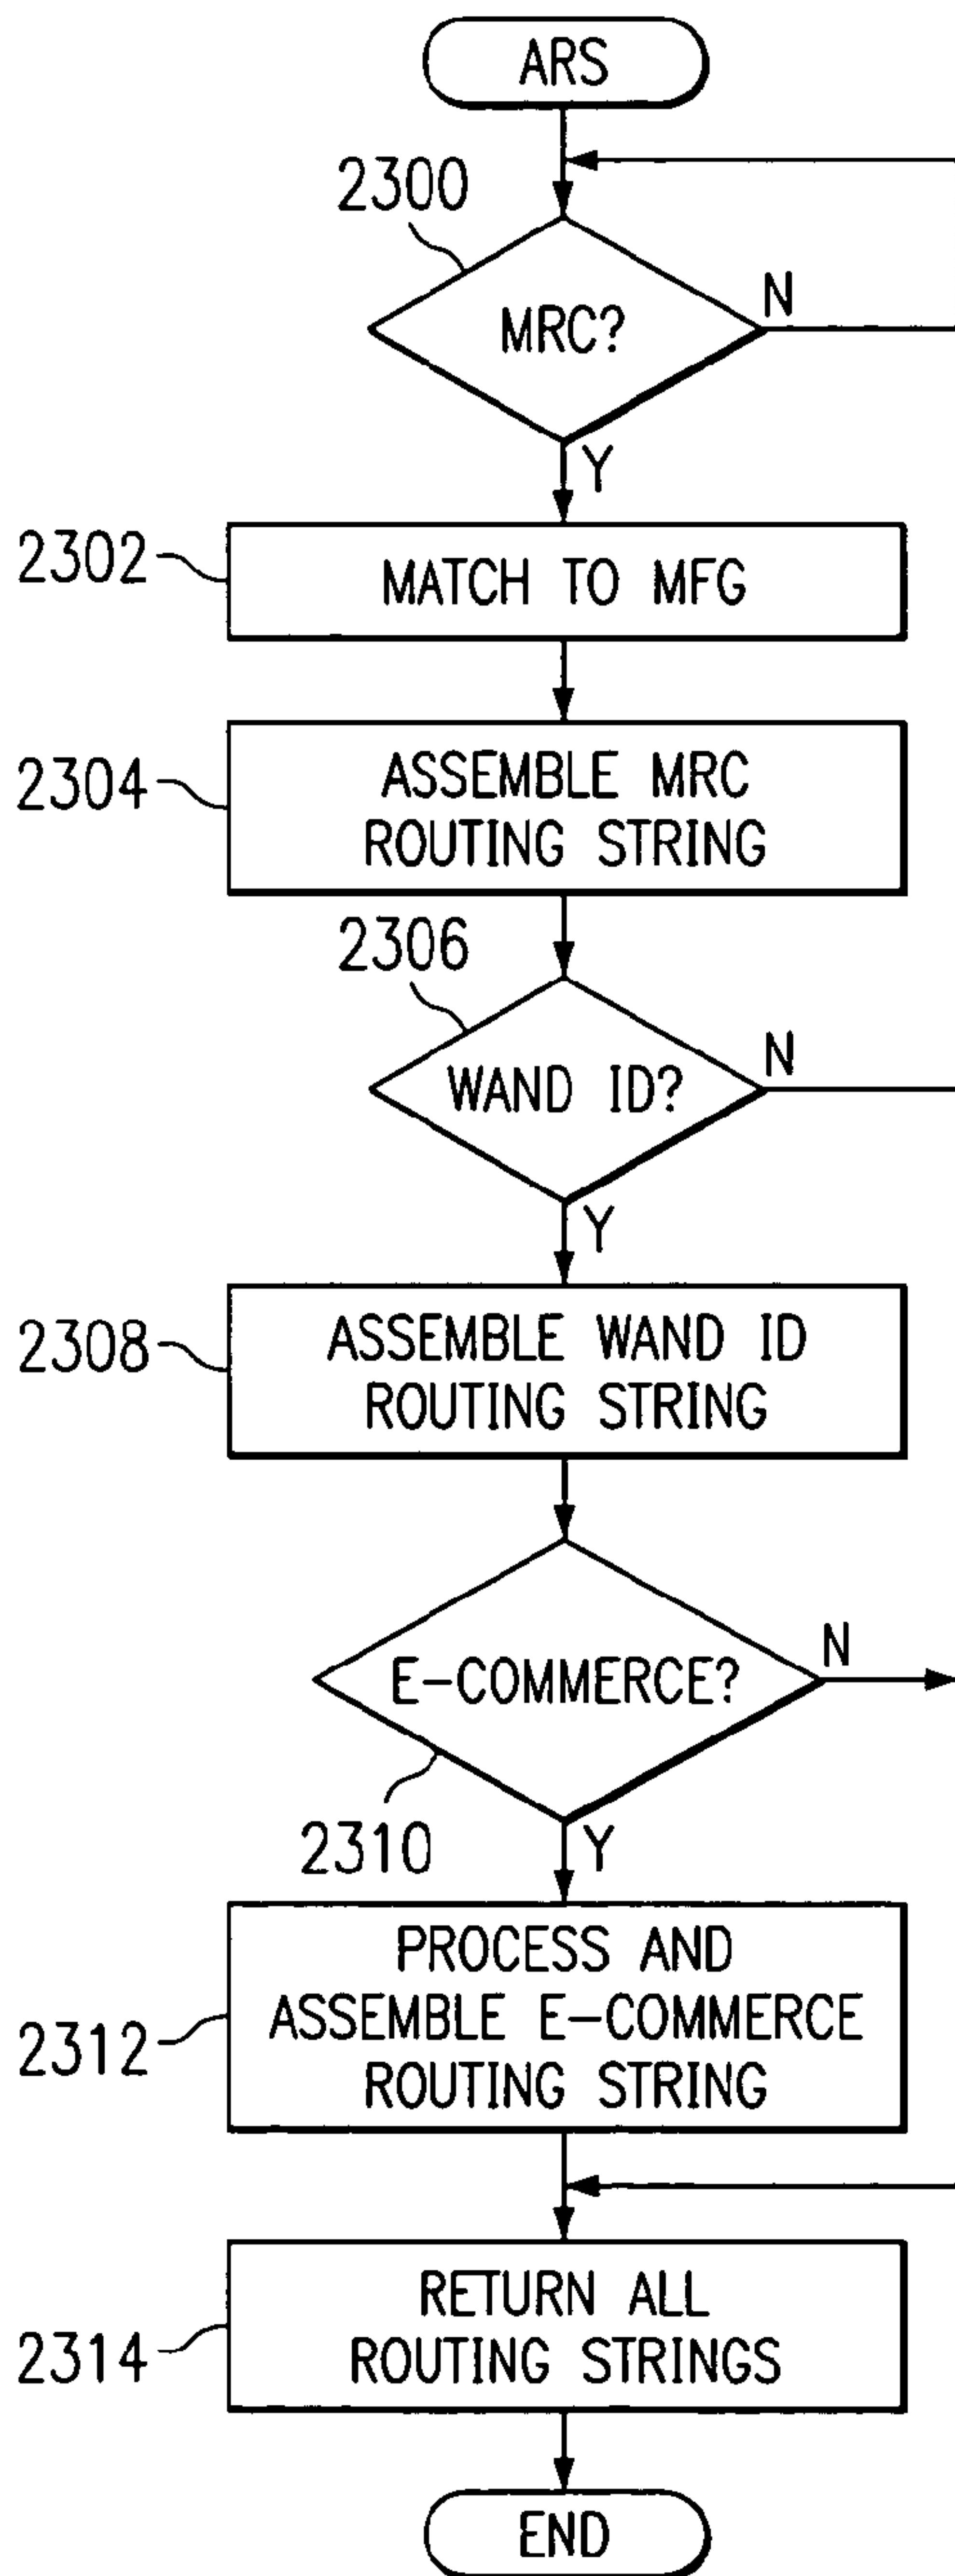 ARS
2300
MRC?
N
Y
2302
MATCH TO MFG
2304
ASSEMBLE MRC
ROUTING STRING
2306
WAND ID?
N
Y
2308
ASSEMBLE WAND ID
ROUTING STRING
E-COMMERCE?
N
2310
Y
2312
PROCESS AND
ASSEMBLE E-COMMERCE
ROUTING STRING
2314
RETURN ALL
ROUTING STRINGS
END